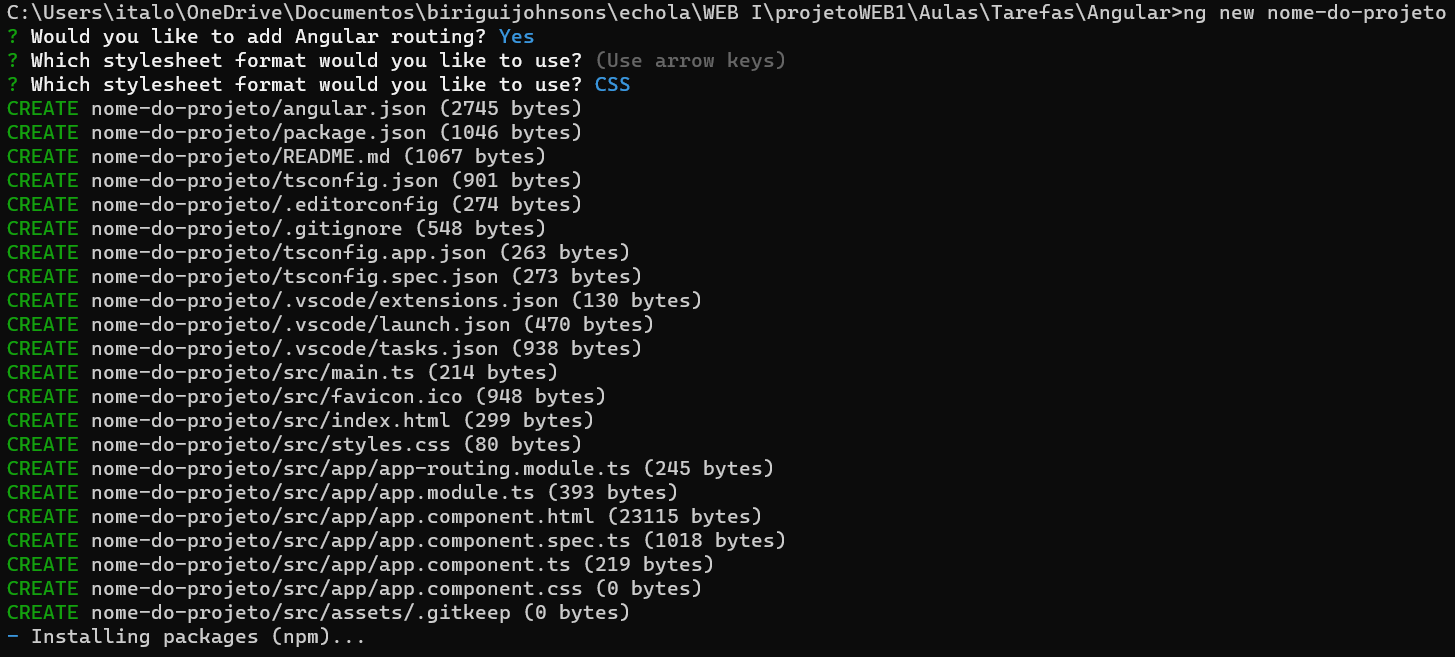 C:\Users\italo\OneDrive\Documentos\biriguijohnsons\echola\WEB I\projetoWEB1\Aulas\Tarefas\Angular>ng new nome-do-projeto
? Would you like to add Angular routing? Yes
? Which stylesheet format would you like to use? (Use arrow keys)
? Which stylesheet format would you like to use? CSS
CREATE nome-do-projeto/angular.json (2745 bytes)
CREATE nome-do-projeto/package.json (1046 bytes)
CREATE nome-do-projeto/README.md (1067 bytes)
CREATE nome-do-projeto/tsconfig.json (901 bytes)
CREATE nome-do-projeto/.editorconfig (274 bytes)
CREATE nome-do-projeto/.gitignore (548 bytes)
CREATE nome-do-projeto/tsconfig.app.json (263 bytes)
CREATE nome-do-projeto/tsconfig.spec.json (273 bytes)
CREATE nome-do-projeto/.vscode/extensions.json (130 bytes)
CREATE nome-do-projeto/.vscode/launch.json (470 bytes)
CREATE nome-do-projeto/.vscode/tasks.json (938 bytes)
CREATE nome-do-projeto/src/main.ts (214 bytes)
CREATE nome-do-projeto/src/favicon.ico (948 bytes)
CREATE nome-do-projeto/src/index.html (299 bytes)
CREATE nome-do-projeto/src/styles.css (80 bytes)
CREATE nome-do-projeto/src/app/app-routing.module.ts (245 bytes)
CREATE nome-do-projeto/src/app/app.module.ts (393 bytes)
CREATE nome-do-projeto/src/app/app.component.html (23115 bytes)
CREATE nome-do-projeto/src/app/app.component.spec.ts (1018 bytes)
CREATE nome-do-projeto/src/app/app.component.ts (219 bytes)
CREATE nome-do-projeto/src/app/app.component.css (0 bytes)
CREATE nome-do-projeto/src/assets/.gitkeep (0 bytes)
- Installing packages (npm)...